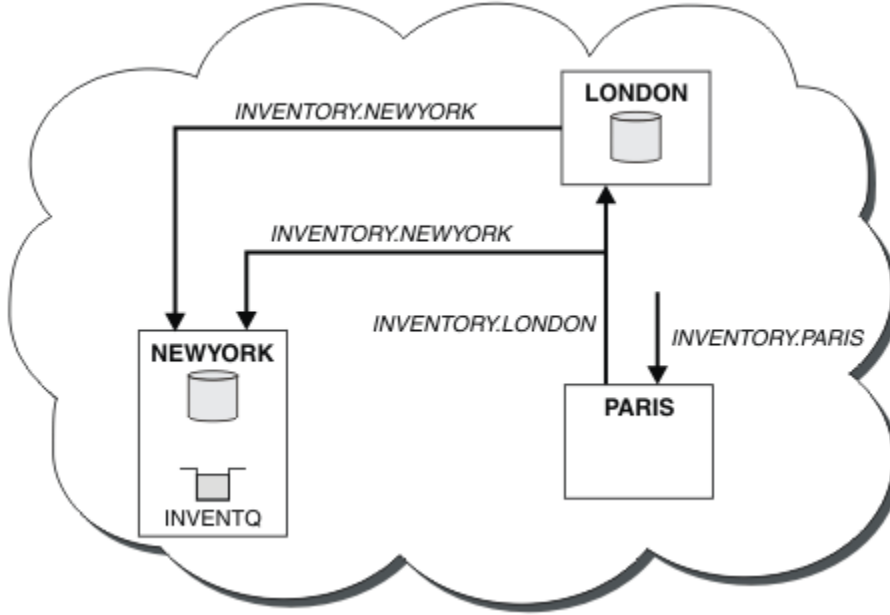 LONDON
INVENTORY.NEWYORK
INVENTORY.NEWYORK
INVENTORY.LONDON
INVENTORY.PARIS
NEWYORK
PARIS
INVENTQ